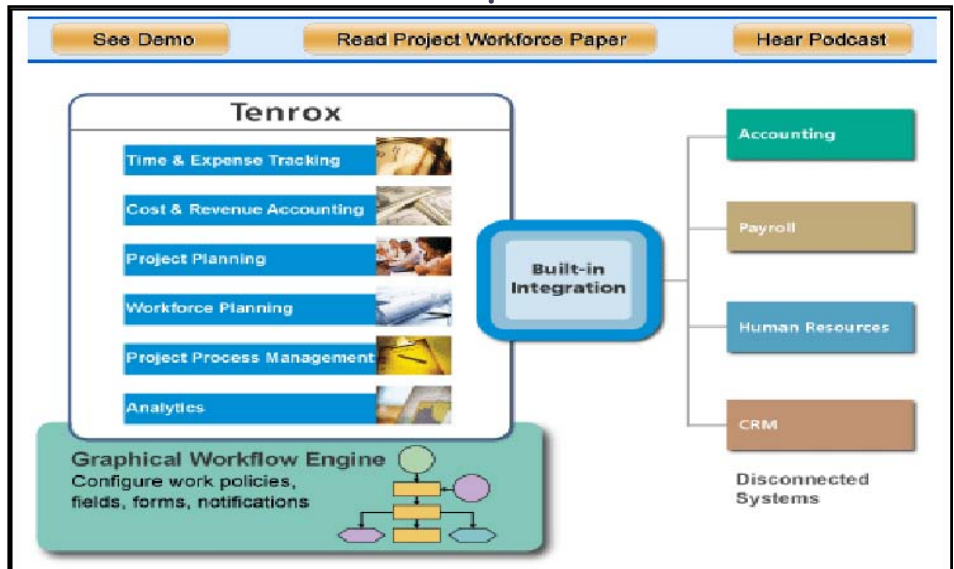 See Demo
Read Project Workforce Paper
Hear Podcast
Tenrox
Time & Expense Tracking
Cost & Revenue Accounting
Project Planning
Workforce Planning
Project Process Management
Analytics
Graphical Workflow Engine
Configure work policies,
fields, forms, notifications
Built-in
Integration
Accounting
Payroll
Human Resources
CRM
Disconnected
Systems